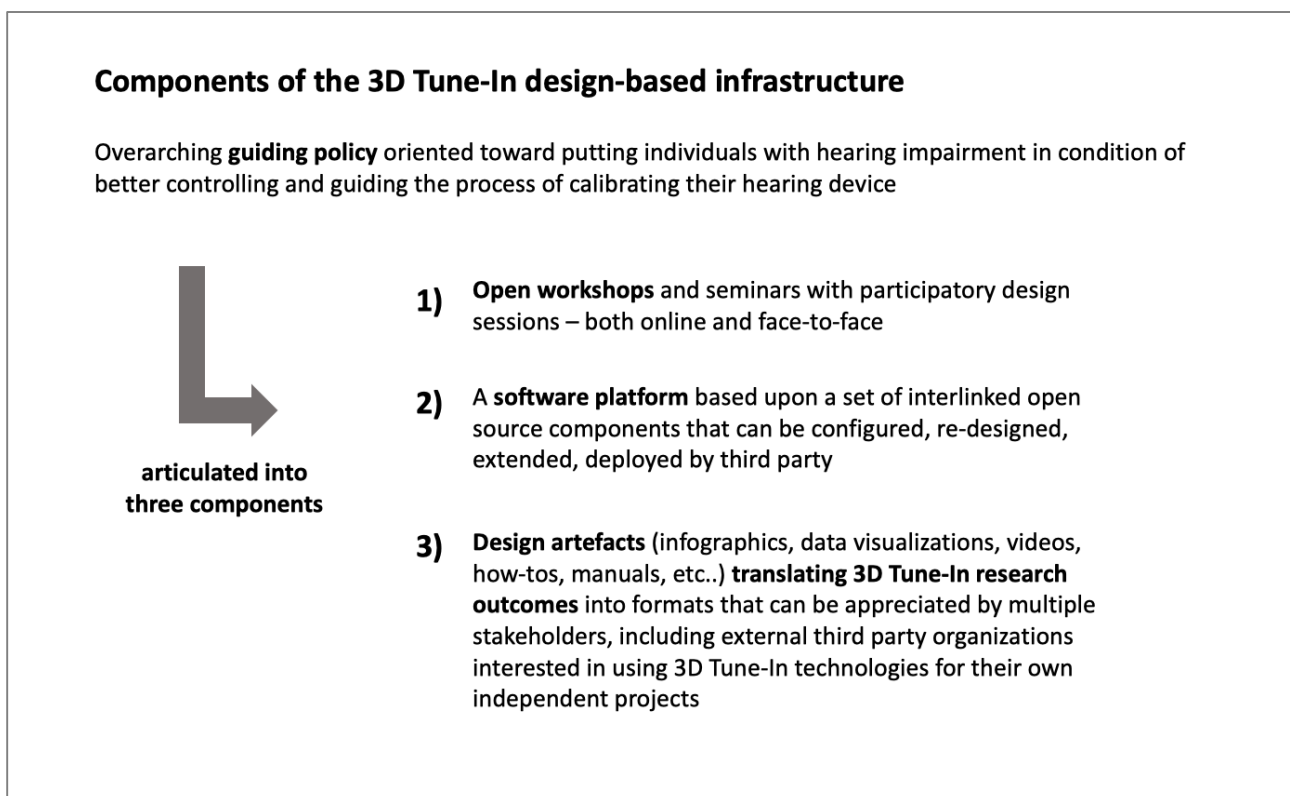 Components of the 3D Tune-In design-based infrastructure
Overarching guiding policy oriented toward putting individuals with hearing impairment in condition of
better controlling and guiding the process of calibrating their hearing device
articulated into
three components
1) Open workshops and seminars with participatory design
sessions – both online and face-to-face
2) A software platform based upon a set of interlinked open
source components that can be configured, re-designed,
extended, deployed by third party
3) Design artefacts (infographics, data visualizations, videos,
how-tos, manuals, etc..) translating 3D Tune-In research
outcomes into formats that can be appreciated by multiple
stakeholders, including external third party organizations
interested in using 3D Tune-In technologies for their own
independent projects